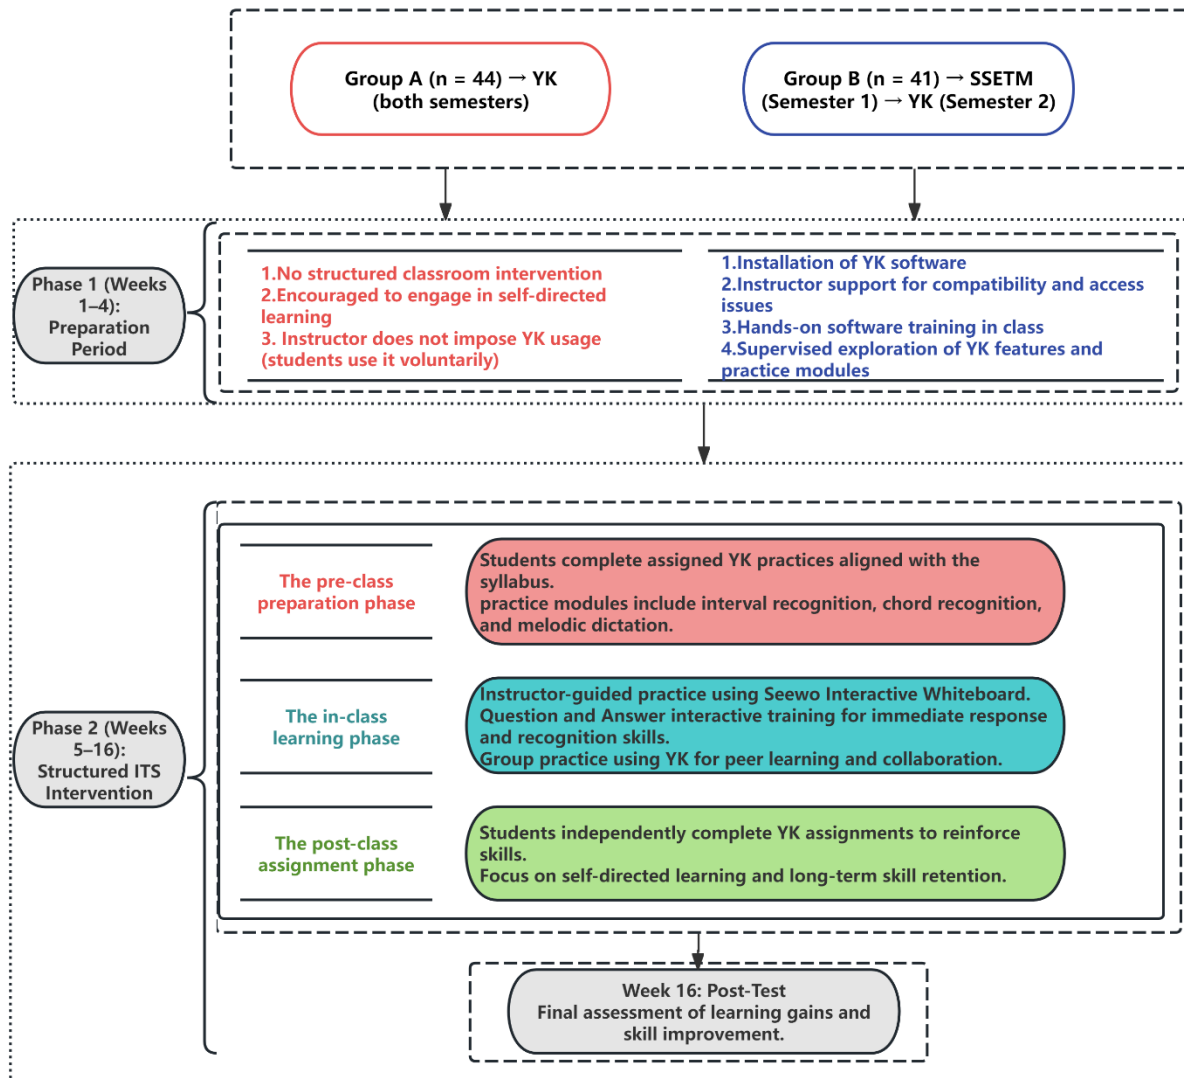 Group A (n = 44) → YK
(both semesters)
Group B (n = 41) → SSETM
(Semester 1) → YK (Semester 2)
Phase 1 (Weeks
1–4):
Preparation
Period
1.No structured classroom intervention
2.Encouraged to engage in self-directed
learning
3. Instructor does not impose YK usage
(students use it voluntarily)
1.Installation of YK software
2.Instructor support for compatibility and access
issues
3.Hands-on software training in class
4.Supervised exploration of YK features and
practice modules
Phase 2 (Weeks
5–16):
Structured ITS
Intervention
The pre-class
preparation phase
Students complete assigned YK practices aligned with the
syllabus.
practice modules include interval recognition, chord recognition,
and melodic dictation.
The in-class
learning phase
Instructor-guided practice using Seewo Interactive Whiteboard.
Question and Answer interactive training for immediate response
and recognition skills.
Group practice using YK for peer learning and collaboration.
The post-class
assignment phase
Students independently complete YK assignments to reinforce
skills.
Focus on self-directed learning and long-term skill retention.
Week 16: Post-Test
Final assessment of learning gains and
skill improvement.